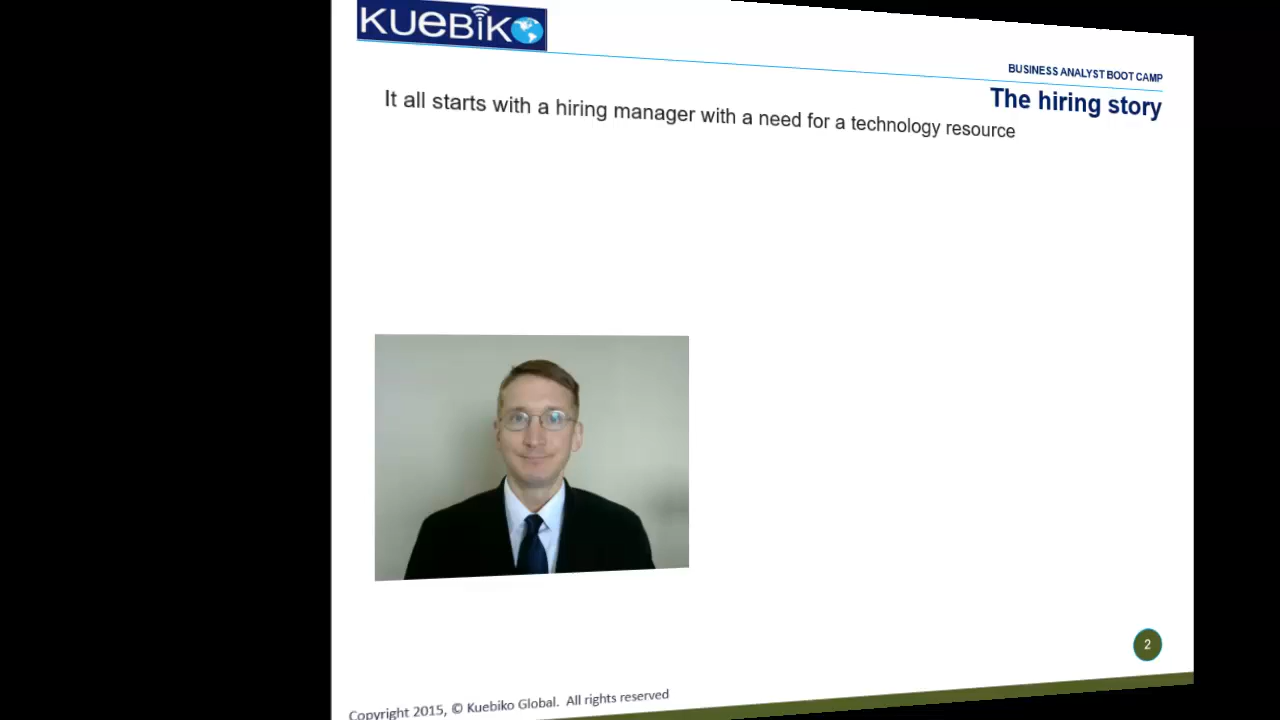 KUEBIKO
BUSINESS ANALYST BOOT CAMP
The hiring story
It all starts with a hiring manager with a need for a technology resource
2
Copyright 2015, © Kuebiko Global.  All rights reserved